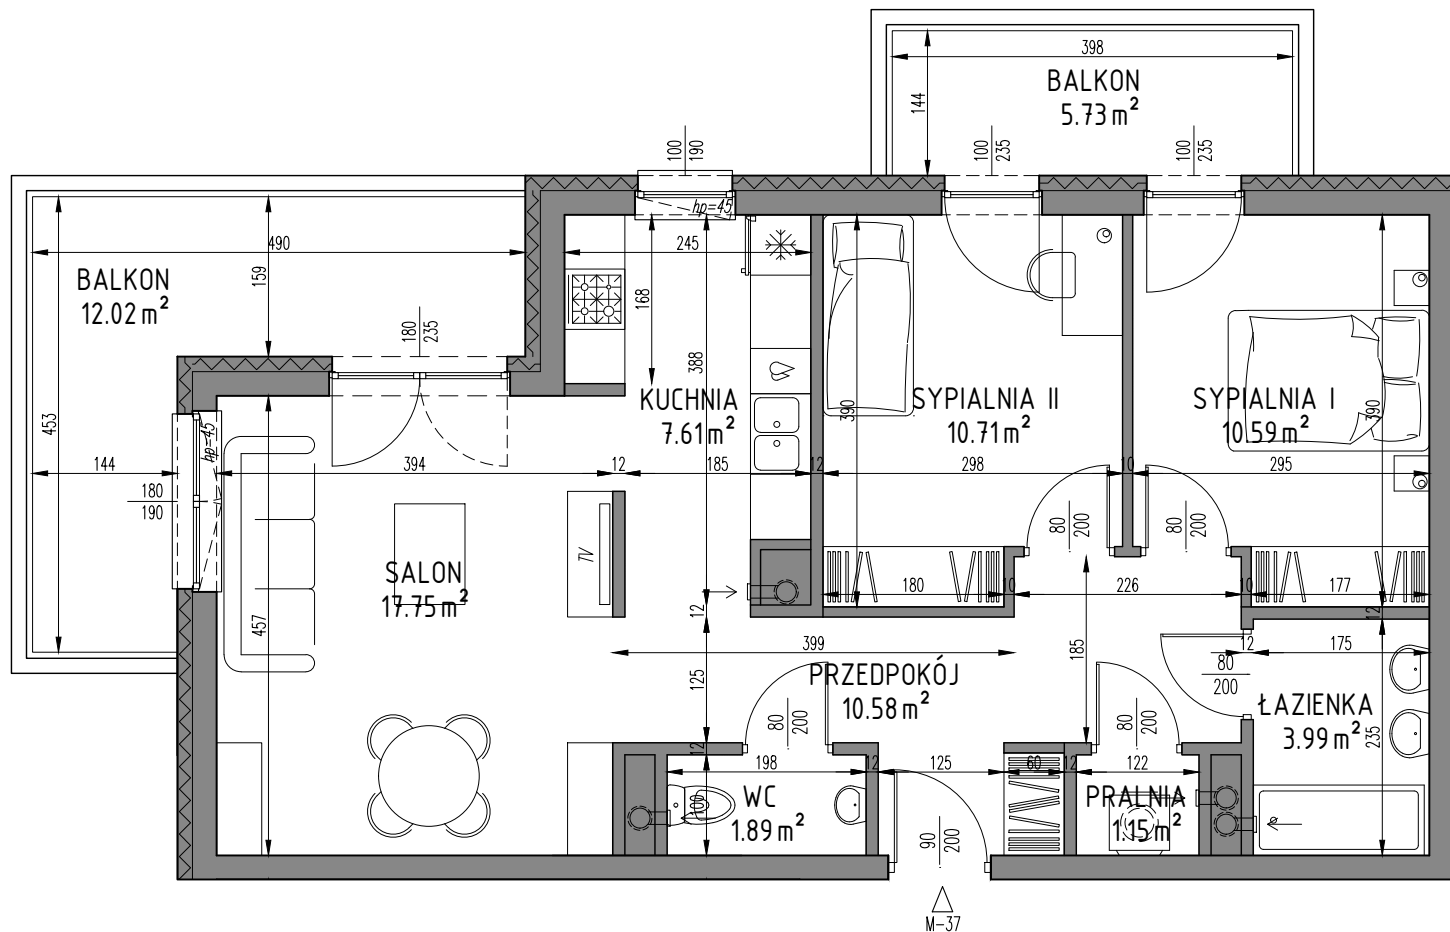 398
BALKON
5.73 m²
144
100
190
100
235
100
235
hp=45
490
BALKON
12.02 m²
159
245
168
180
235
388
KUCHNIA
7.61 m²
SYPIALNIA II
10.71 m²
390
SYPIALNIA I
10.59 m²
390
453
hp=45
144
394
12
185
12
298
10
295
180
190
80
200
80
200
TV
SALON
17.75 m²
457
180
10
226
10
177
12
12
399
125
185
12
175
80
200
PRZEDPOKÓJ
10.58 m²
ŁAZIENKA
3.99 m²
235
80
200
80
200
12
198
12
125
60
12
122
WC
1.89 m²
100
PRALNIA
1.15 m²
90
200
M-37